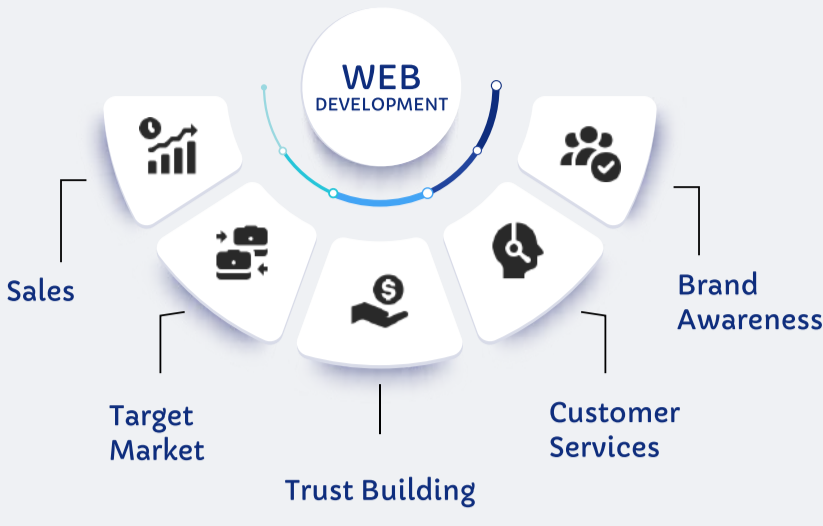 WEB
DEVELOPMENT
Sales
Target
Market
Trust Building
Customer
Services
Brand
Awareness